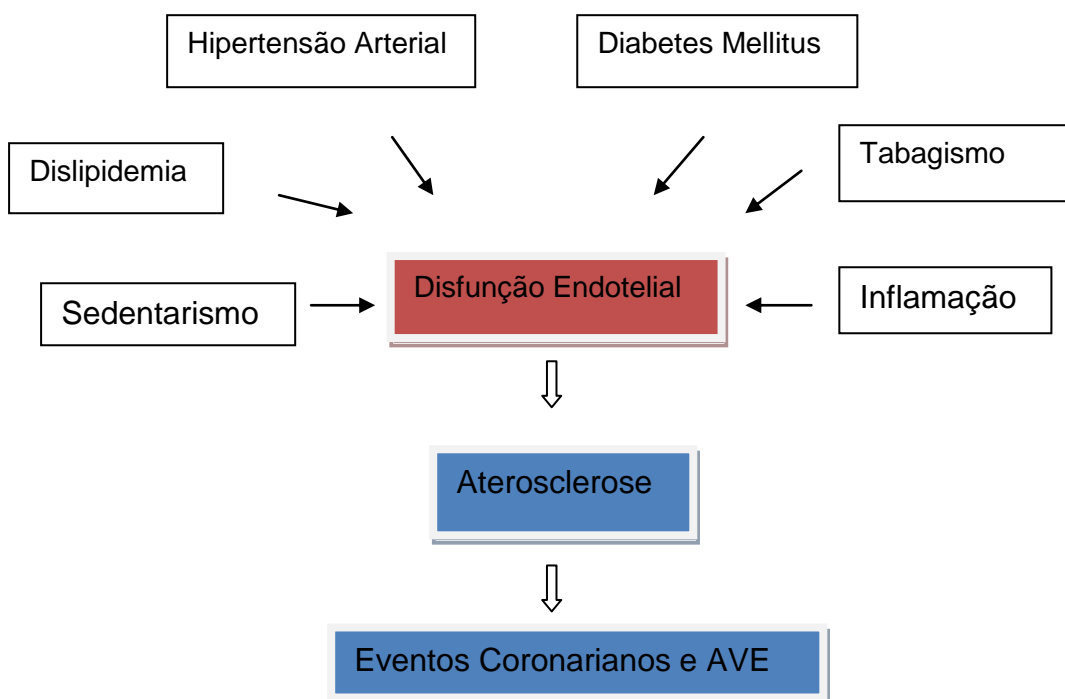 Hipertensão Arterial
Diabetes Mellitus
Dislipidemia
Tabagismo
Sedentarismo
Disfunção Endotelial
Inflamação
Aterosclerose
Eventos Coronarianos e AVE